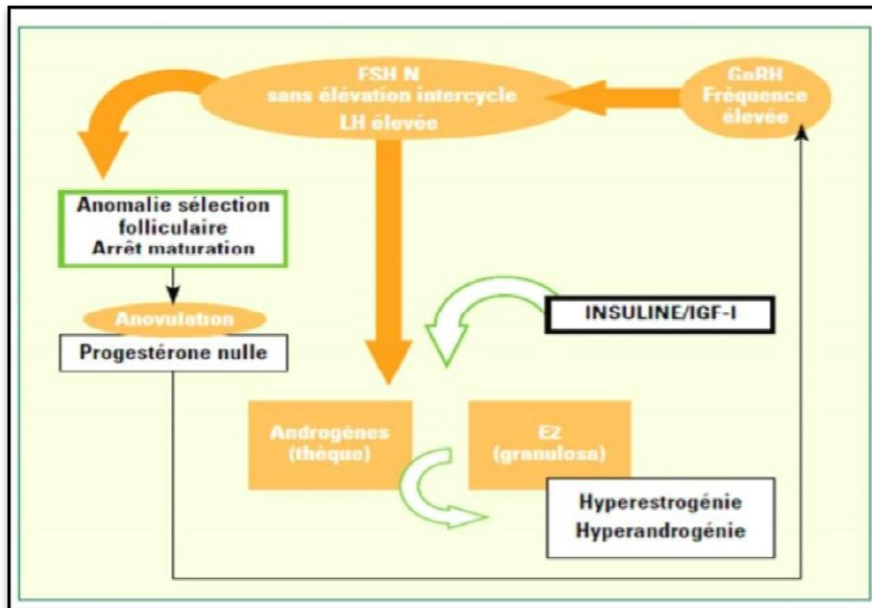 FSH N
sans élévation intercycle
LH élevée
GnRH
Fréquence
élevée
Anomalie sélection
folliculaire
Arrêt maturation
Anovulation
Progestérone nulle
INSULINE/IGF-I
Androgènes
(thèque)
E2
(granulosa)
Hyperestrogénie
Hyperandrogénie